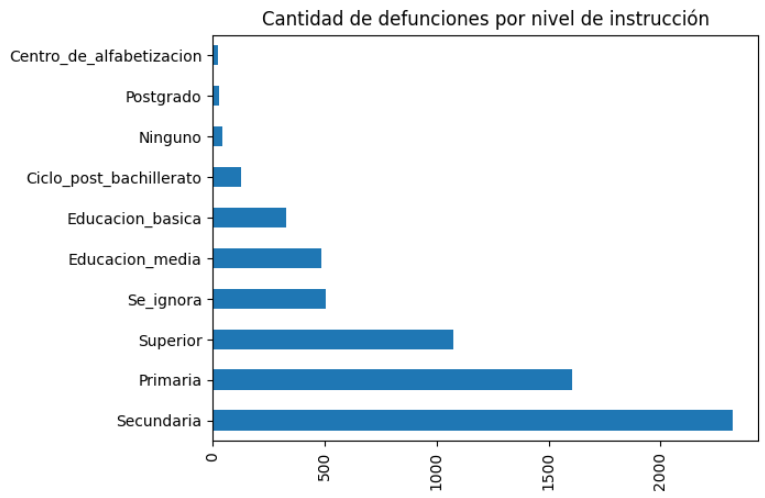 Cantidad de defunciones por nivel de instrucción
Centro_de_alfabetizacion
Postgrado
Ninguno
Ciclo_post_bachillerato
Educacion_basica
Educacion_media
Se_ignora
Superior
Primaria
Secundaria
0
500
1000
1500
2000